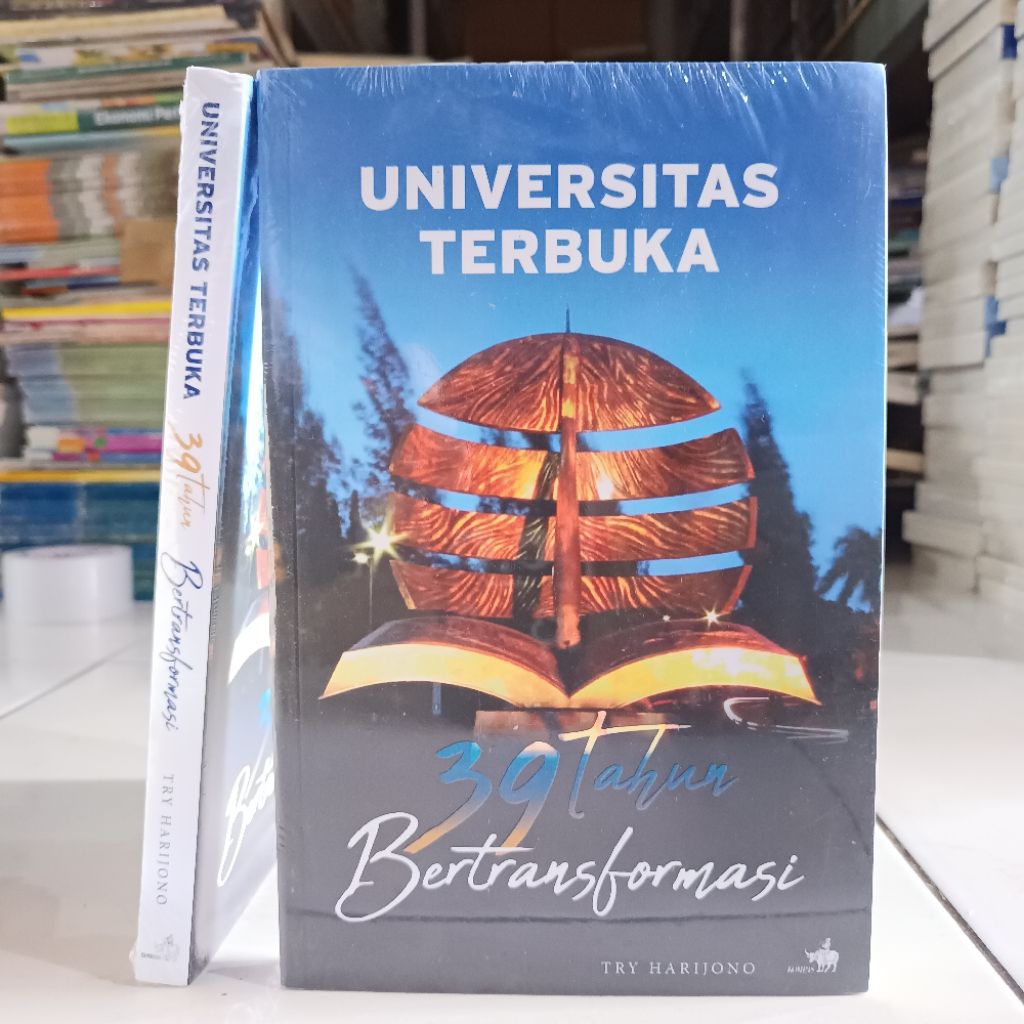 UNIVERSITAS TERBUKA 39 tahun Bertransformasi TRY HARIJONO
UNIVERSITAS
TERBUKA
39 tahun
Bertransformasi
TRY HARIJONO